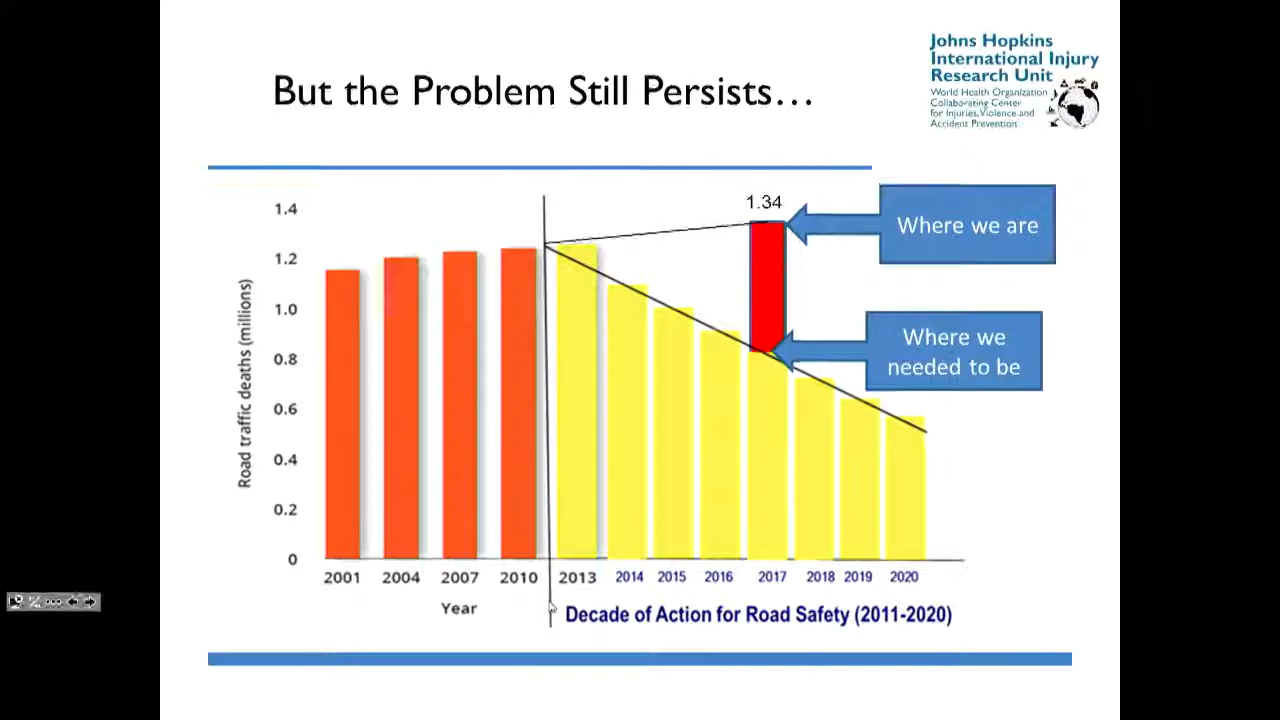 Johns Hopkins
International Injury
Research Unit
World Health Organization
Collaborating Center
for Injuries, Violence and
Accident Prevention
But the Problem Still Persists…
1.34
Where we are
Where we
needed to be
Road traffic deaths (millions)
1.4
1.2
1.0
0.8
0.6
0.4
0.2
0
2001 2004 2007 2010 2013 2014 2015 2016 2017 2018 2019 2020
Year
Decade of Action for Road Safety (2011-2020)